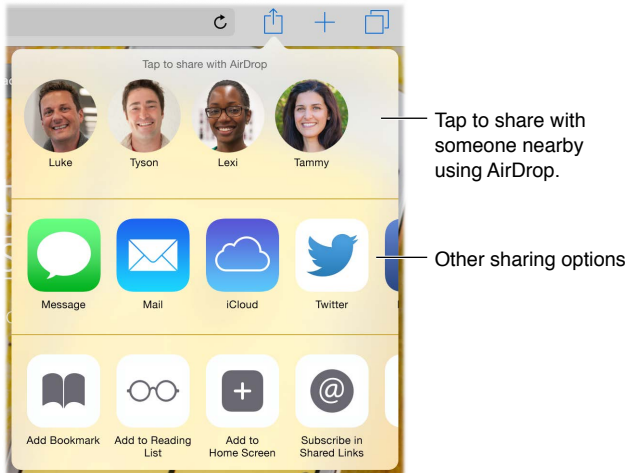 Tap to share with AirDrop
Luke
Tyson
Lexi
Tammy
Tap to share with
someone nearby
using AirDrop.
Message
Mail
iCloud
Twitter
Other sharing options
@
Add Bookmark
Add to Reading
List
Add to
Home Screen
Subscribe in
Shared Links